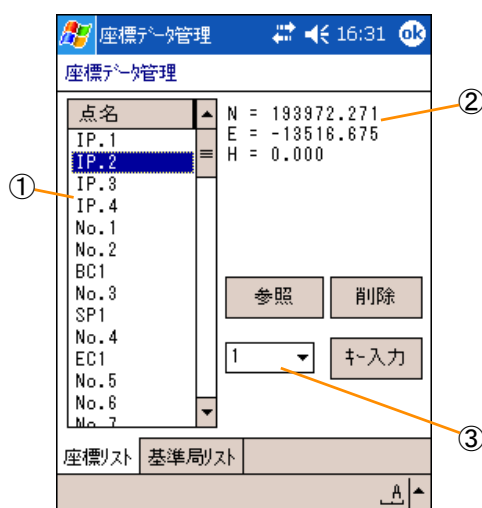 座標ﾃﾞｰﾀ管理 16:31 ok
座標ﾃﾞｰﾀ管理
点名
IP.1
IP.2
IP.3
IP.4
No.1
No.2
BC1
No.3
SP1
No.4
EC1
No.5
No.6
No.7
N = 193972.271
E = -13516.675
H = 0.000
参照 削除
1 ｷｰ入力
座標ﾘｽﾄ 基準局ﾘｽﾄ
A
①
②
③